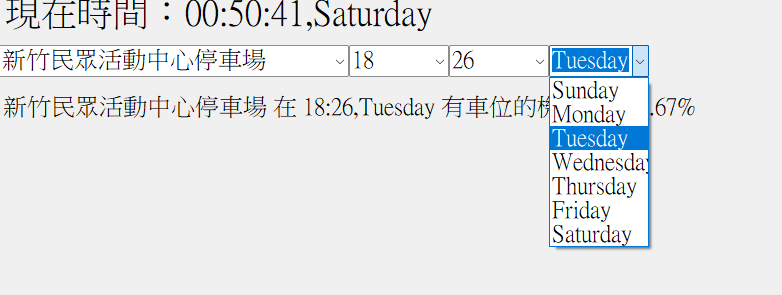 現在時間：00:50:41,Saturday
新竹民眾活動中心停車場 18 26 Tuesday
新竹民眾活動中心停車場 在 18:26,Tuesday 有車位的 .67%
Sunday
Monday
Tuesday
Wednesday
Thursday
Friday
Saturday